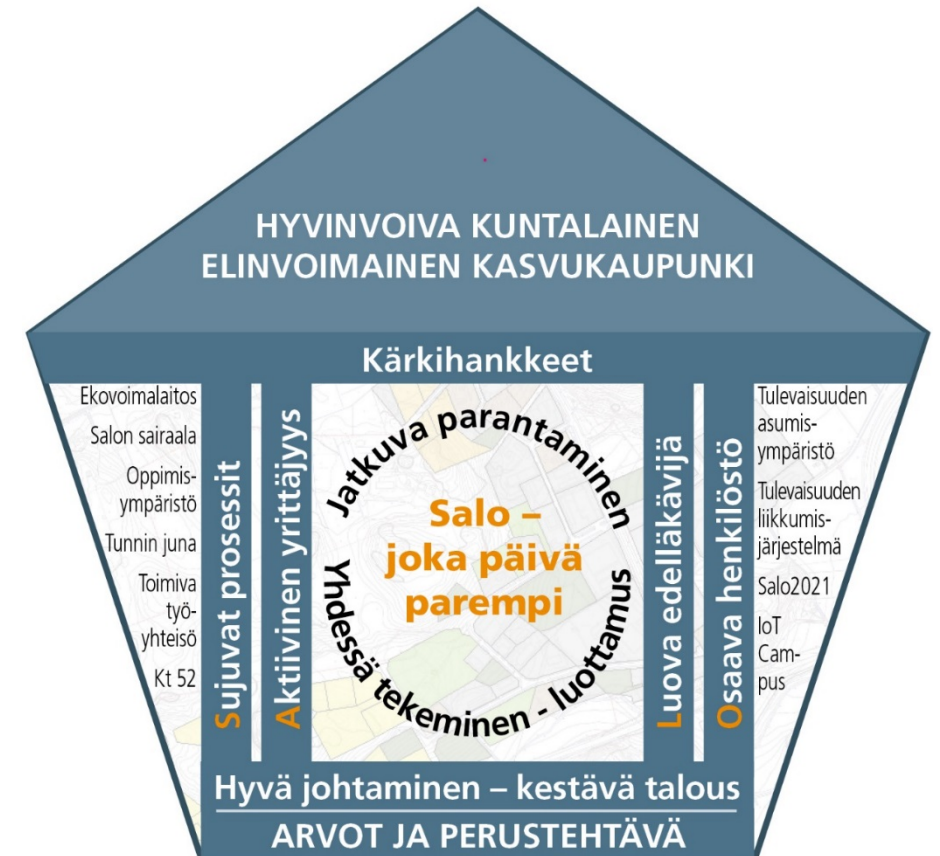 HYVINVOIVA KUNTALAINEN
ELINVOIMAINEN KASVUKAUPUNKI
Kärkihankkeet
Ekovoimalaitos
Salon sairaala
Oppimis-
ympäristö
Tunnin juna
Toimiva
työ-
yhteisö
Kt 52
Sujuvat prosessit
Aktiivinen yrittäjyys
Jatkuva parantaminen
Salo –
joka päivä
parempi
Yhdessä tekeminen - luottamus
Luova edelläkävijä
Osaava henkilöstö
Tulevaisuuden
asumis-
ympäristö
Tulevaisuuden
liikkumis-
järjestelmä
Salo2021
IoT
Cam-
pus
Hyvä johtaminen – kestävä talous
ARVOT JA PERUSTEHTÄVÄ